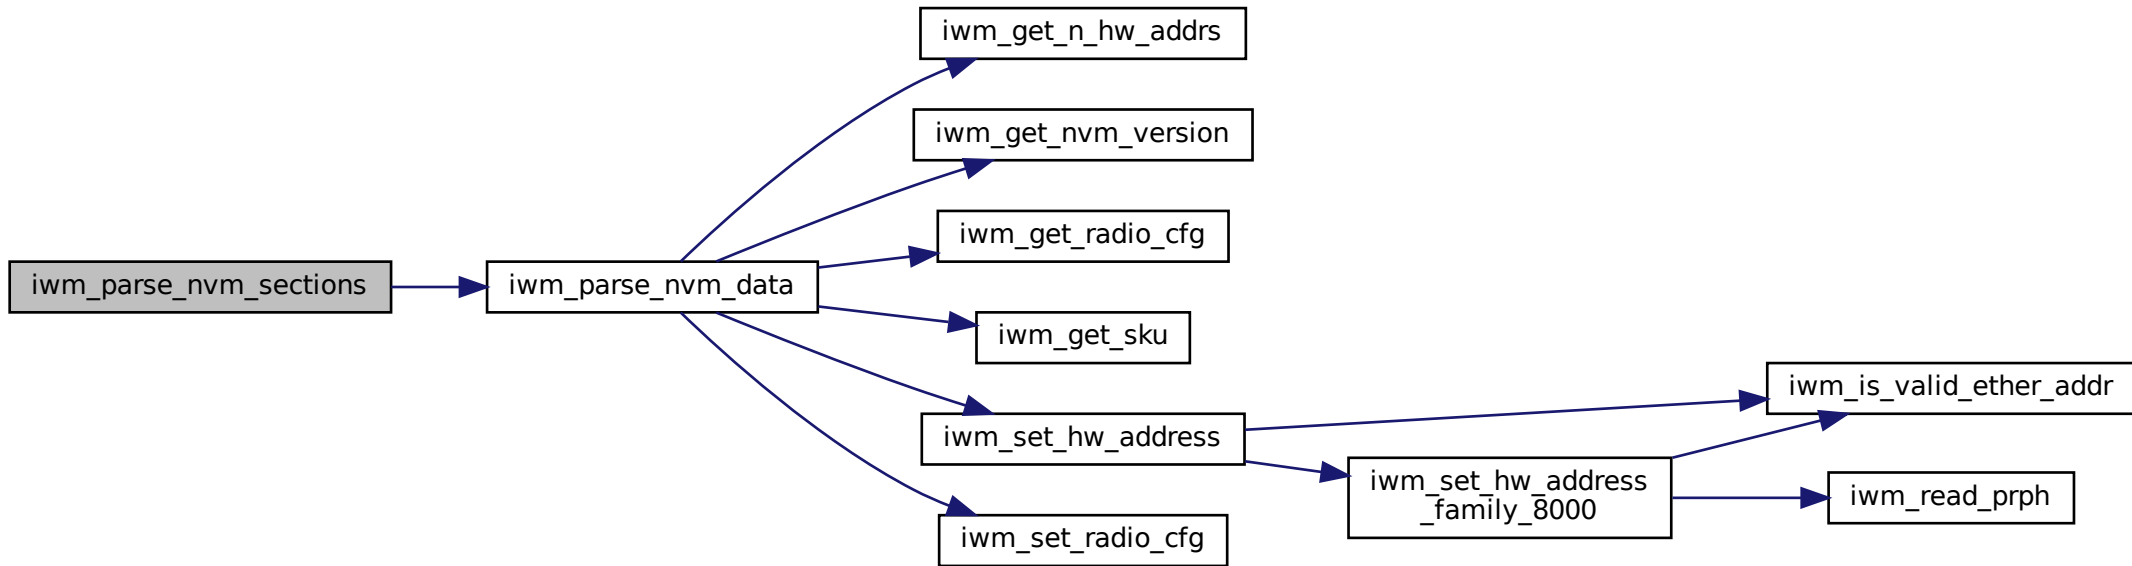 iwm_parse_nvm_sections
iwm_parse_nvm_data
iwm_get_n_hw_addrs
iwm_get_nvm_version
iwm_get_radio_cfg
iwm_get_sku
iwm_set_hw_address
iwm_set_radio_cfg
iwm_is_valid_ether_addr
iwm_set_hw_address
_family_8000
iwm_read_prph